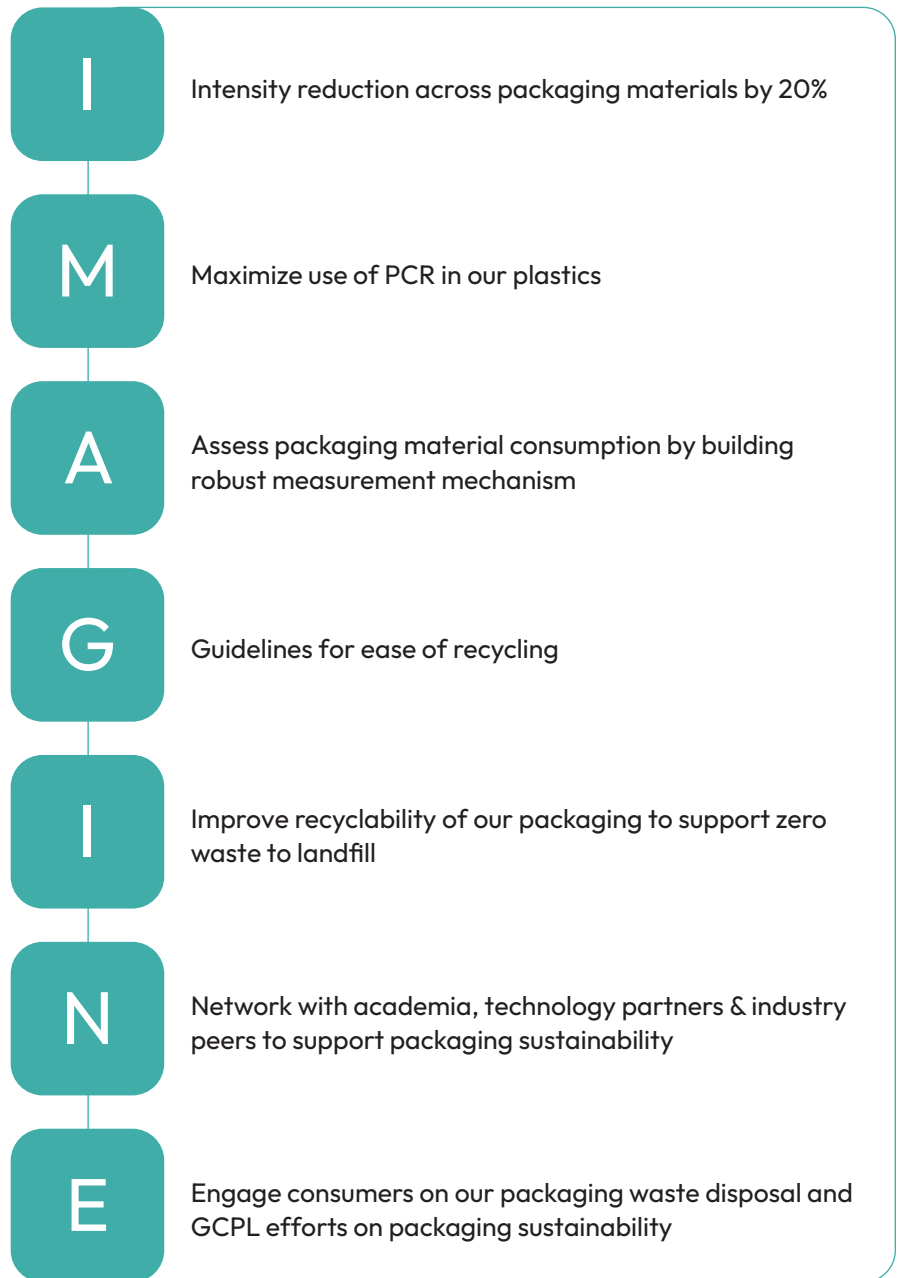 I
Intensity reduction across packaging materials by 20%
M
Maximize use of PCR in our plastics
A
Assess packaging material consumption by building
robust measurement mechanism
G
Guidelines for ease of recycling
I
Improve recyclability of our packaging to support zero
waste to landfill
N
Network with academia, technology partners & industry
peers to support packaging sustainability
E
Engage consumers on our packaging waste disposal and
GCPL efforts on packaging sustainability